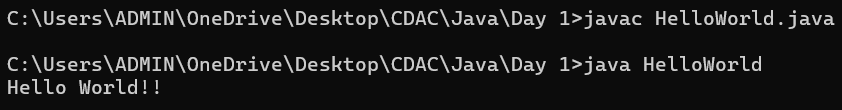 C:\Users\ADMIN\OneDrive\Desktop\CDAC\Java\Day 1>javac HelloWorld.java
C:\Users\ADMIN\OneDrive\Desktop\CDAC\Java\Day 1>java HelloWorld
Hello World!!